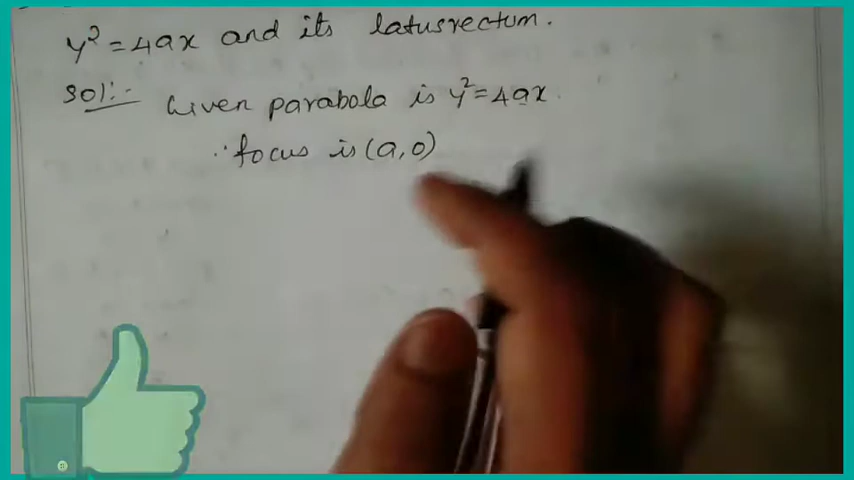 y² = 4ax and its latusrectum.
Sol:- Given parabola is y² = 4ax.
∴ focus is (a,0)